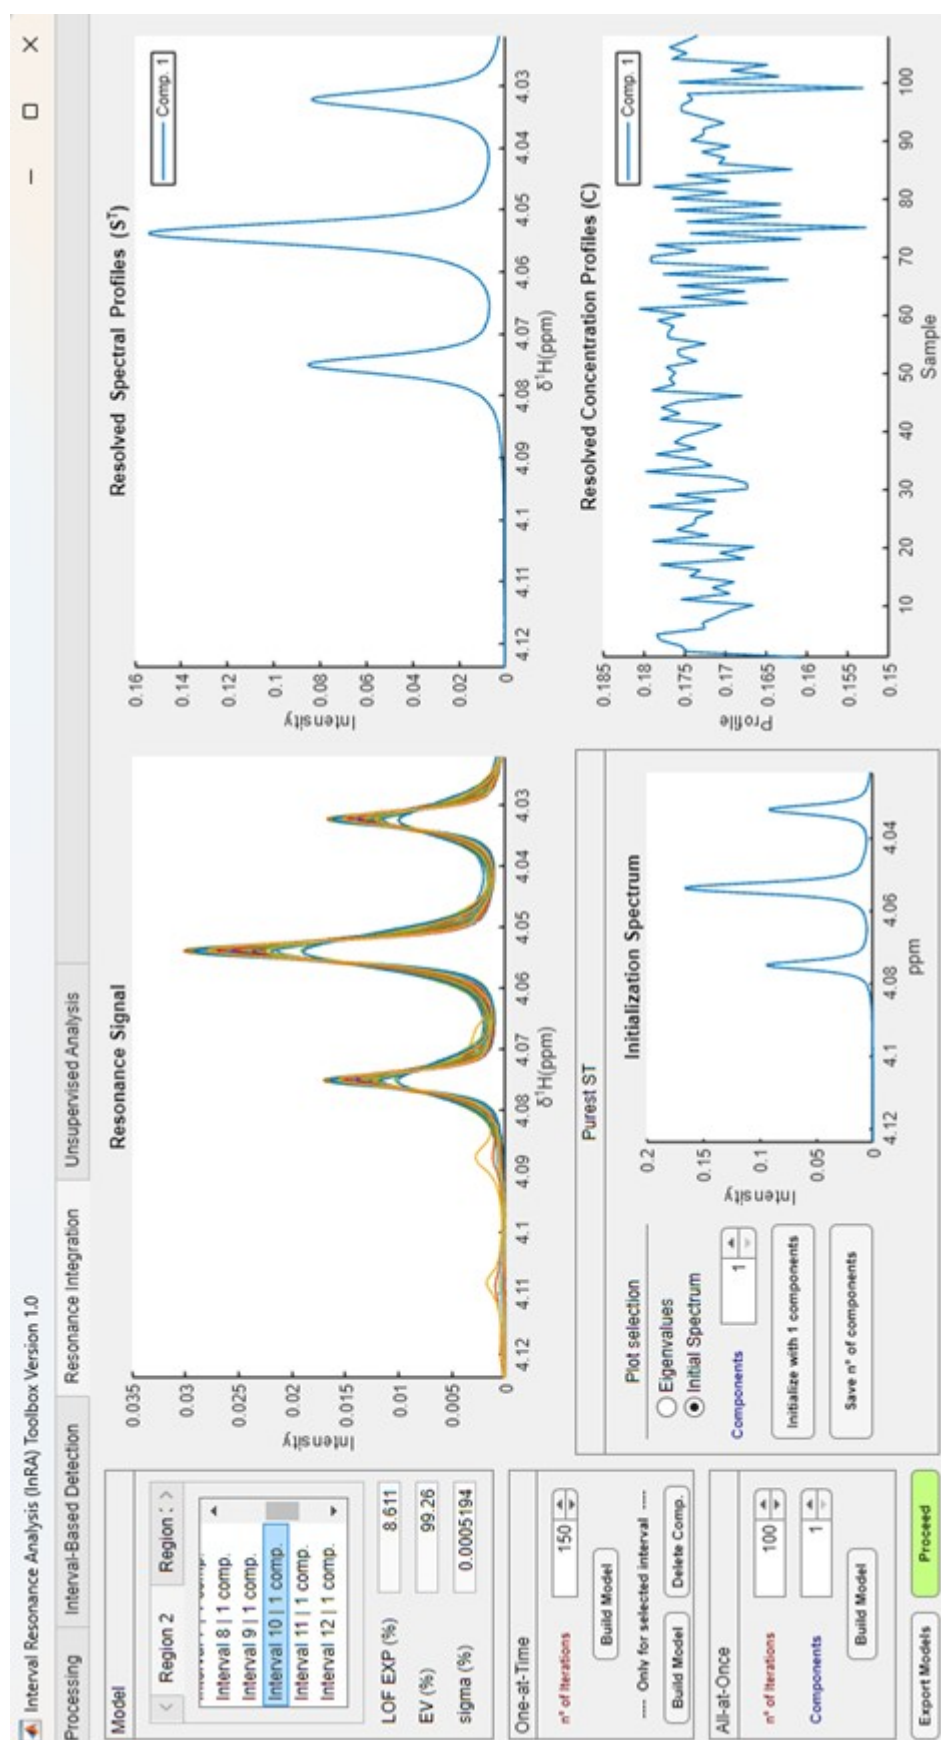 Interval Resonance Analysis (InRA) Toolbox Version 1.0
Processing
Interval-Based Detection
Resonance Integration
Unsupervised Analysis
Model
< Region 2 Region : >
Interval 8 | 1 comp.
Interval 9 | 1 comp.
Interval 10 | 1 comp.
Interval 11 | 1 comp.
Interval 12 | 1 comp.
LOF EXP (%) 8.611
EV (%) 99.26
sigma (%) 0.0005194
One-at-Time
n° of Iterations 150
Build Model
---- Only for selected interval ----
Build Model Delete Comp.
All-at-Once
n° of Iterations 100
Components 1
Build Model
Export Models Proceed
Resonance Signal
Intensity
0.035
0.03
0.025
0.02
0.015
0.01
0.005
0
4.12 4.11 4.1 4.09 4.08 4.07 4.06 4.05 4.04 4.03
δ¹H(ppm)
Resolved Spectral Profiles (Sᵀ)
Comp. 1
Intensity
0.16
0.14
0.12
0.1
0.08
0.06
0.04
0.02
0
4.12 4.11 4.1 4.09 4.08 4.07 4.06 4.05 4.04 4.03
δ¹H(ppm)
Purest ST
Plot selection
Eigenvalues
Initial Spectrum
Components 1
Initialize with 1 components
Save n° of components
Initialization Spectrum
Intensity
0.2
0.15
0.1
0.05
0
4.12 4.1 4.08 4.06 4.04
ppm
Resolved Concentration Profiles (C)
Comp. 1
Profile
0.185
0.18
0.175
0.17
0.165
0.16
0.155
0.15
10 20 30 40 50 60 70 80 90 100
Sample